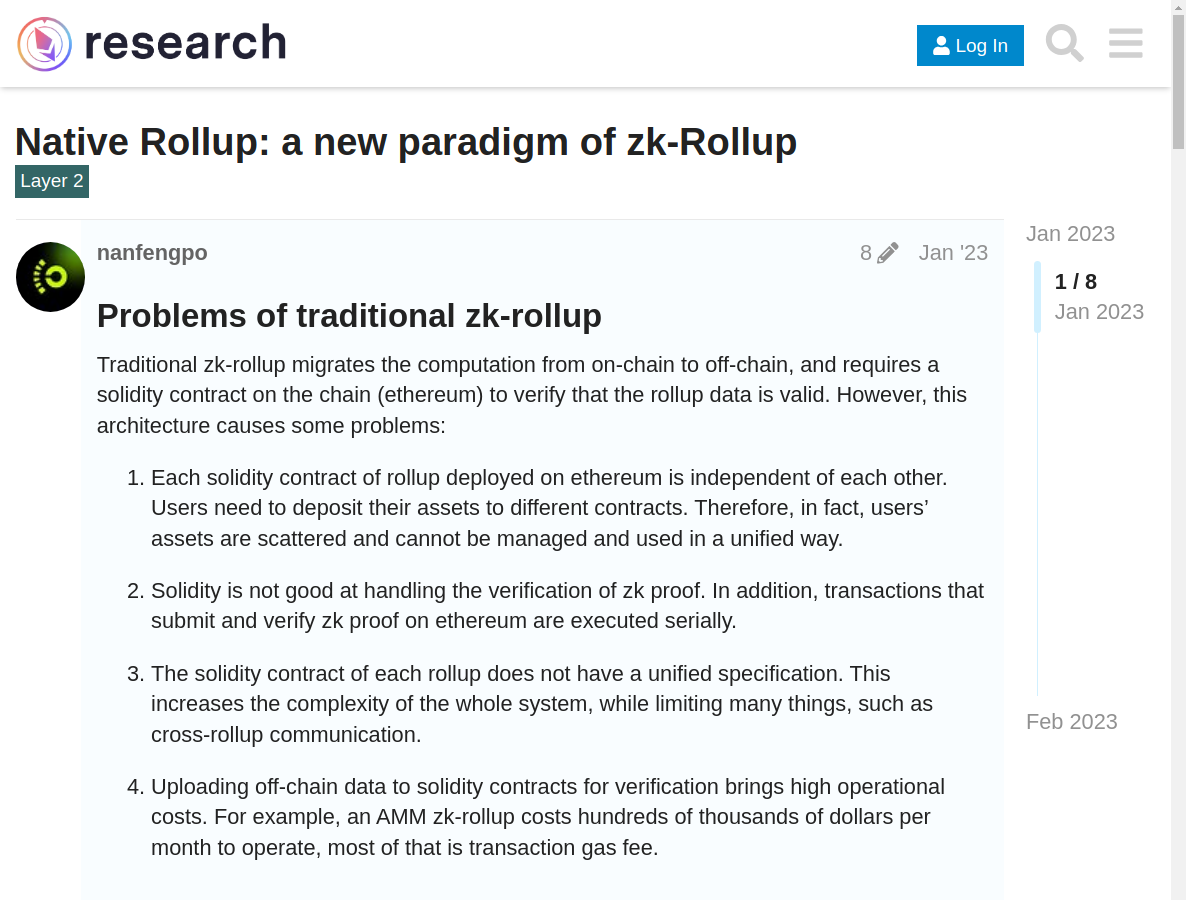 research
Log In
Native Rollup: a new paradigm of zk-Rollup
Layer 2
nanfengpo
8
Jan '23
Problems of traditional zk-rollup
Traditional zk-rollup migrates the computation from on-chain to off-chain, and requires a
solidity contract on the chain (ethereum) to verify that the rollup data is valid. However, this
architecture causes some problems:
1. Each solidity contract of rollup deployed on ethereum is independent of each other.
Users need to deposit their assets to different contracts. Therefore, in fact, users’
assets are scattered and cannot be managed and used in a unified way.
2. Solidity is not good at handling the verification of zk proof. In addition, transactions that
submit and verify zk proof on ethereum are executed serially.
3. The solidity contract of each rollup does not have a unified specification. This
increases the complexity of the whole system, while limiting many things, such as
cross-rollup communication.
4. Uploading off-chain data to solidity contracts for verification brings high operational
costs. For example, an AMM zk-rollup costs hundreds of thousands of dollars per
month to operate, most of that is transaction gas fee.
Jan 2023
1 / 8
Jan 2023
Feb 2023